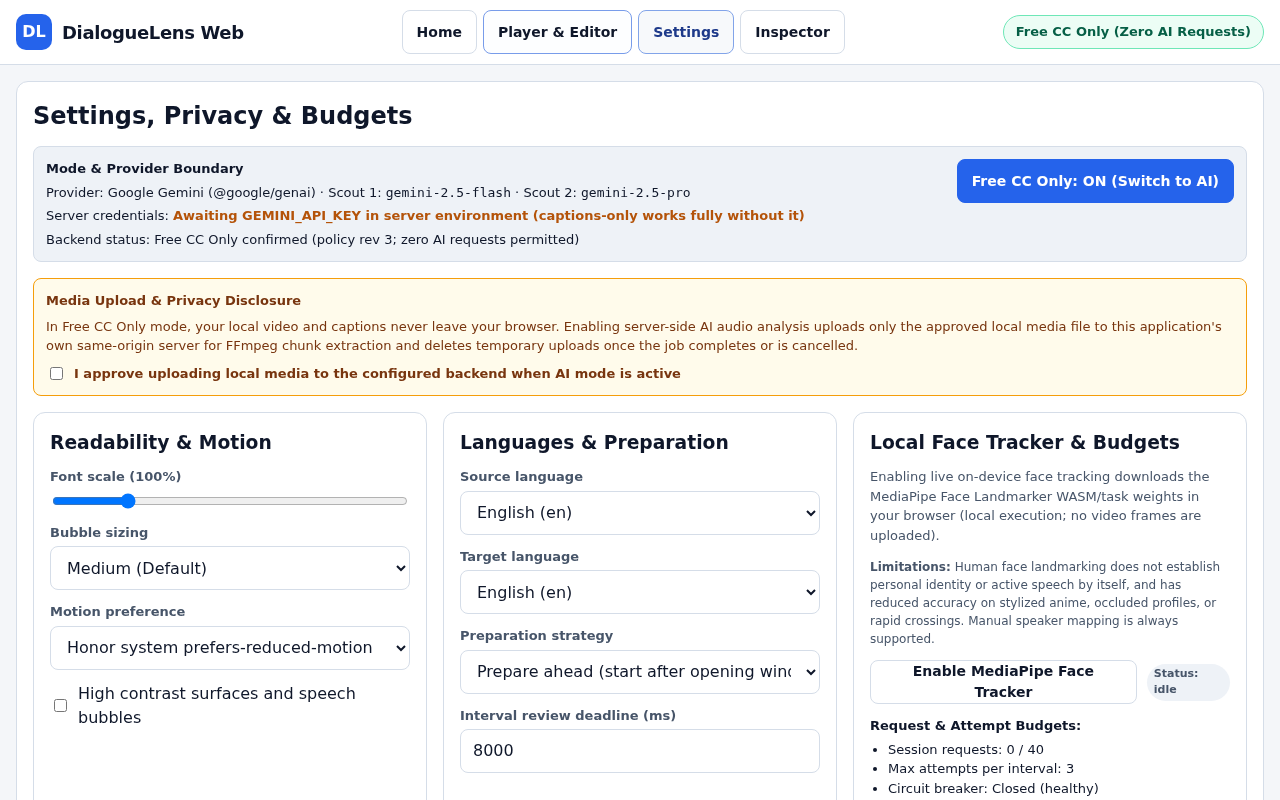 DL DialogueLens Web
Home
Player & Editor
Settings
Inspector
Free CC Only (Zero AI Requests)
Settings, Privacy & Budgets
Mode & Provider Boundary
Provider: Google Gemini (@google/genai) · Scout 1: gemini-2.5-flash · Scout 2: gemini-2.5-pro
Server credentials: Awaiting GEMINI_API_KEY in server environment (captions-only works fully without it)
Backend status: Free CC Only confirmed (policy rev 3; zero AI requests permitted)
Free CC Only: ON (Switch to AI)
Media Upload & Privacy Disclosure
In Free CC Only mode, your local video and captions never leave your browser. Enabling server-side AI audio analysis uploads only the approved local media file to this application's
own same-origin server for FFmpeg chunk extraction and deletes temporary uploads once the job completes or is cancelled.
I approve uploading local media to the configured backend when AI mode is active
Readability & Motion
Font scale (100%)
Bubble sizing
Medium (Default)
Motion preference
Honor system prefers-reduced-motion
High contrast surfaces and speech
bubbles
Languages & Preparation
Source language
English (en)
Target language
English (en)
Preparation strategy
Prepare ahead (start after opening
Interval review deadline (ms)
8000
Local Face Tracker & Budgets
Enabling live on-device face tracking downloads the
MediaPipe Face Landmarker WASM/task weights in
your browser (local execution; no video frames are
uploaded).
Limitations: Human face landmarking does not establish
personal identity or active speech by itself, and has
reduced accuracy on stylized anime, occluded profiles, or
rapid crossings. Manual speaker mapping is always
supported.
Enable MediaPipe Face
Tracker
Status:
idle
Request & Attempt Budgets:
• Session requests: 0 / 40
• Max attempts per interval: 3
• Circuit breaker: Closed (healthy)